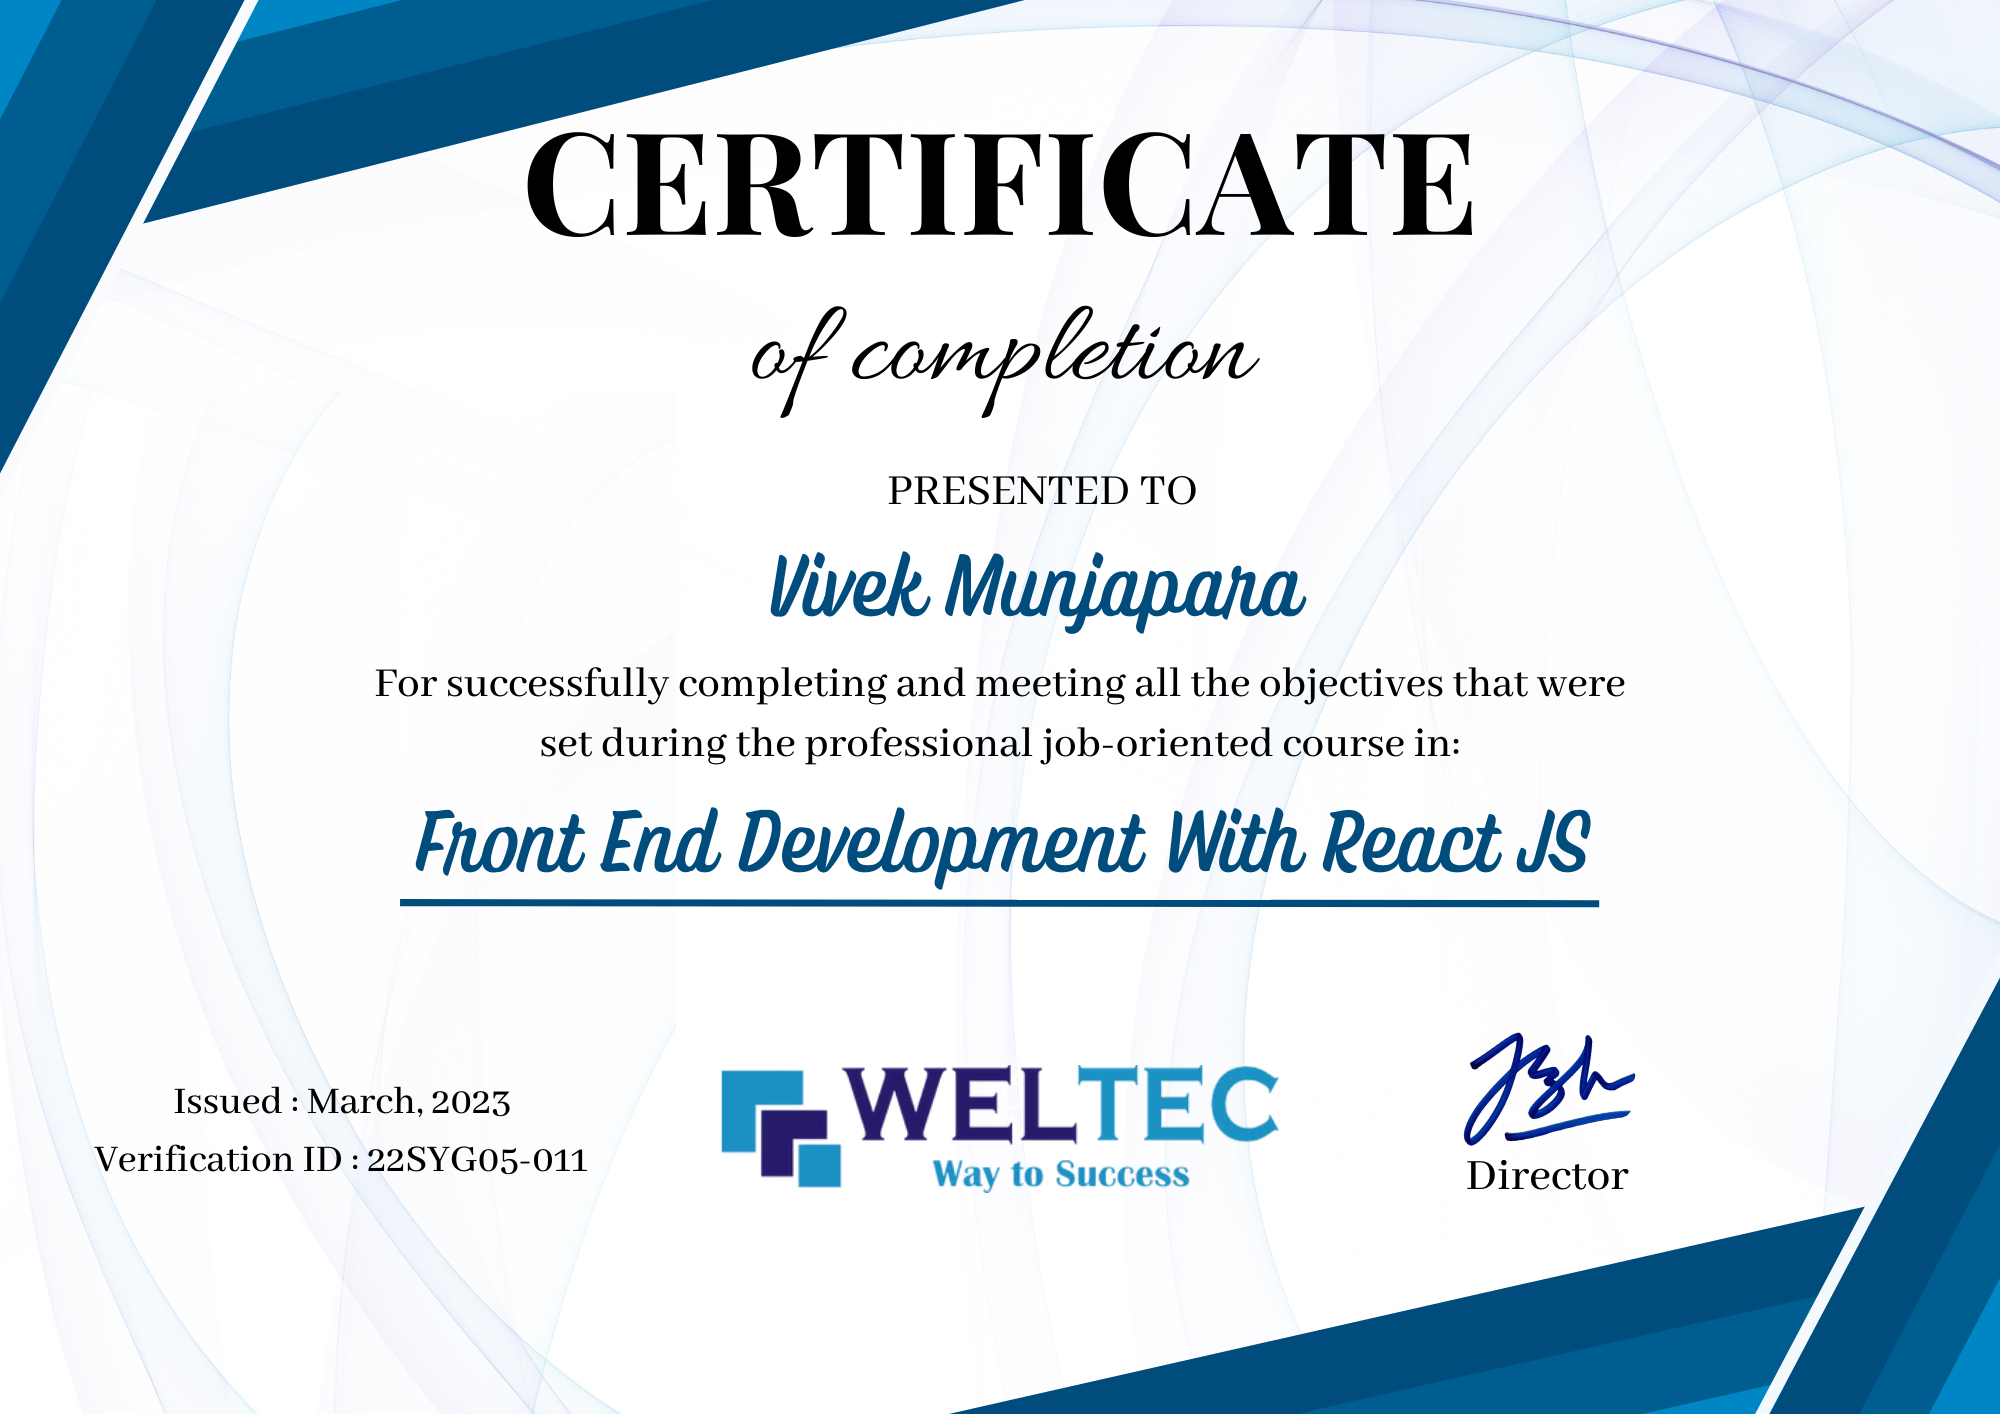 CERTIFICATE
of completion
PRESENTED TO
Vivek Munjapara
For successfully completing and meeting all the objectives that were
set during the professional job-oriented course in:
Front End Development With React JS
Issued : March, 2023
Verification ID : 22SYG05-011
WELTEC
Way to Success
Director